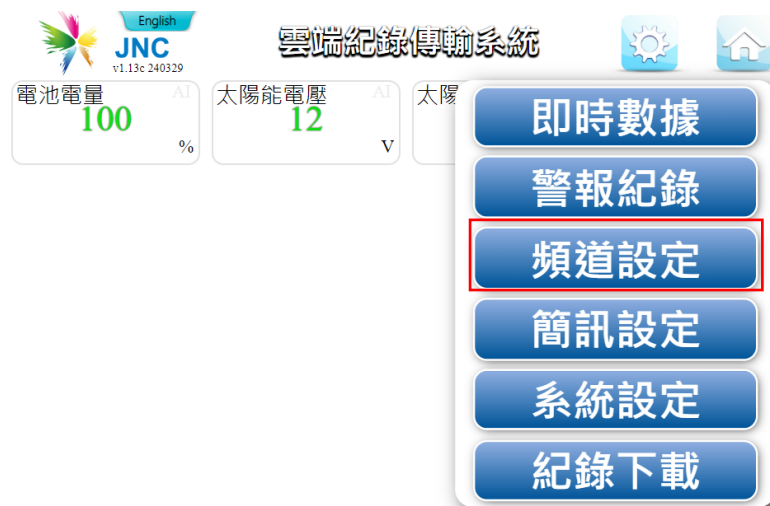 English
JNC
v1.13c 240329
雲端紀錄傳輸系統
電池電量 AI
100
%
太陽能電壓 AI
12
V
太陽
即時數據
警報紀錄
頻道設定
簡訊設定
系統設定
紀錄下載